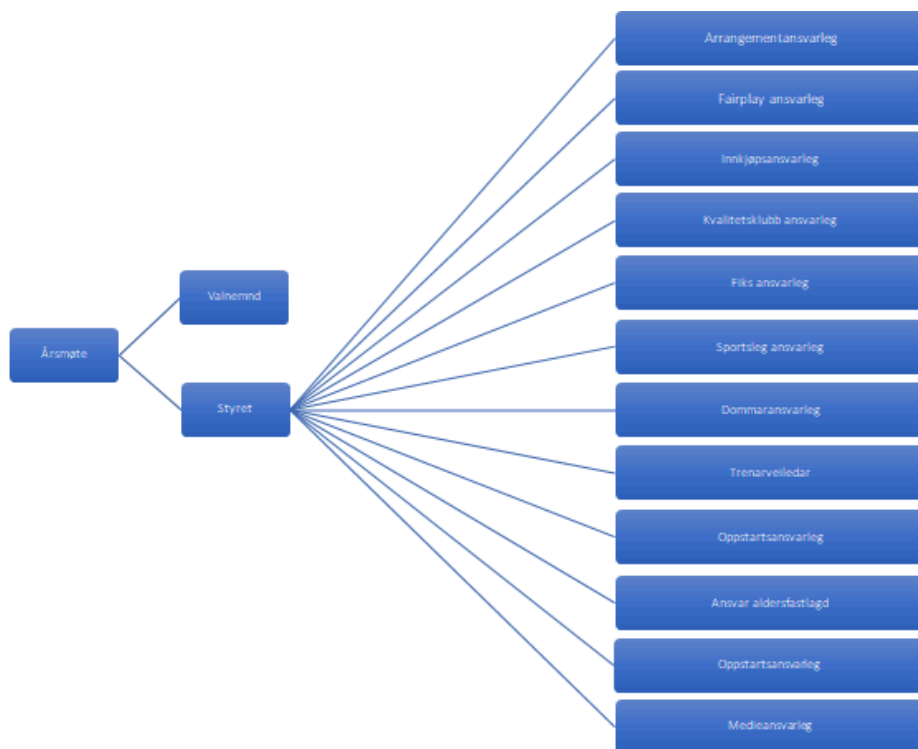 Årsmøte
Valnemnd
Styret
Arrangementansvarleg
Fairplay ansvarleg
Innkjøpsansvarleg
Kvalitetsklubb ansvarleg
Fiks ansvarleg
Sportsleg ansvarleg
Dommaransvarleg
Trenarveiledar
Oppstartsansvarleg
Ansvar aldersfastlagd
Oppstartsansvarleg
Medieansvarleg